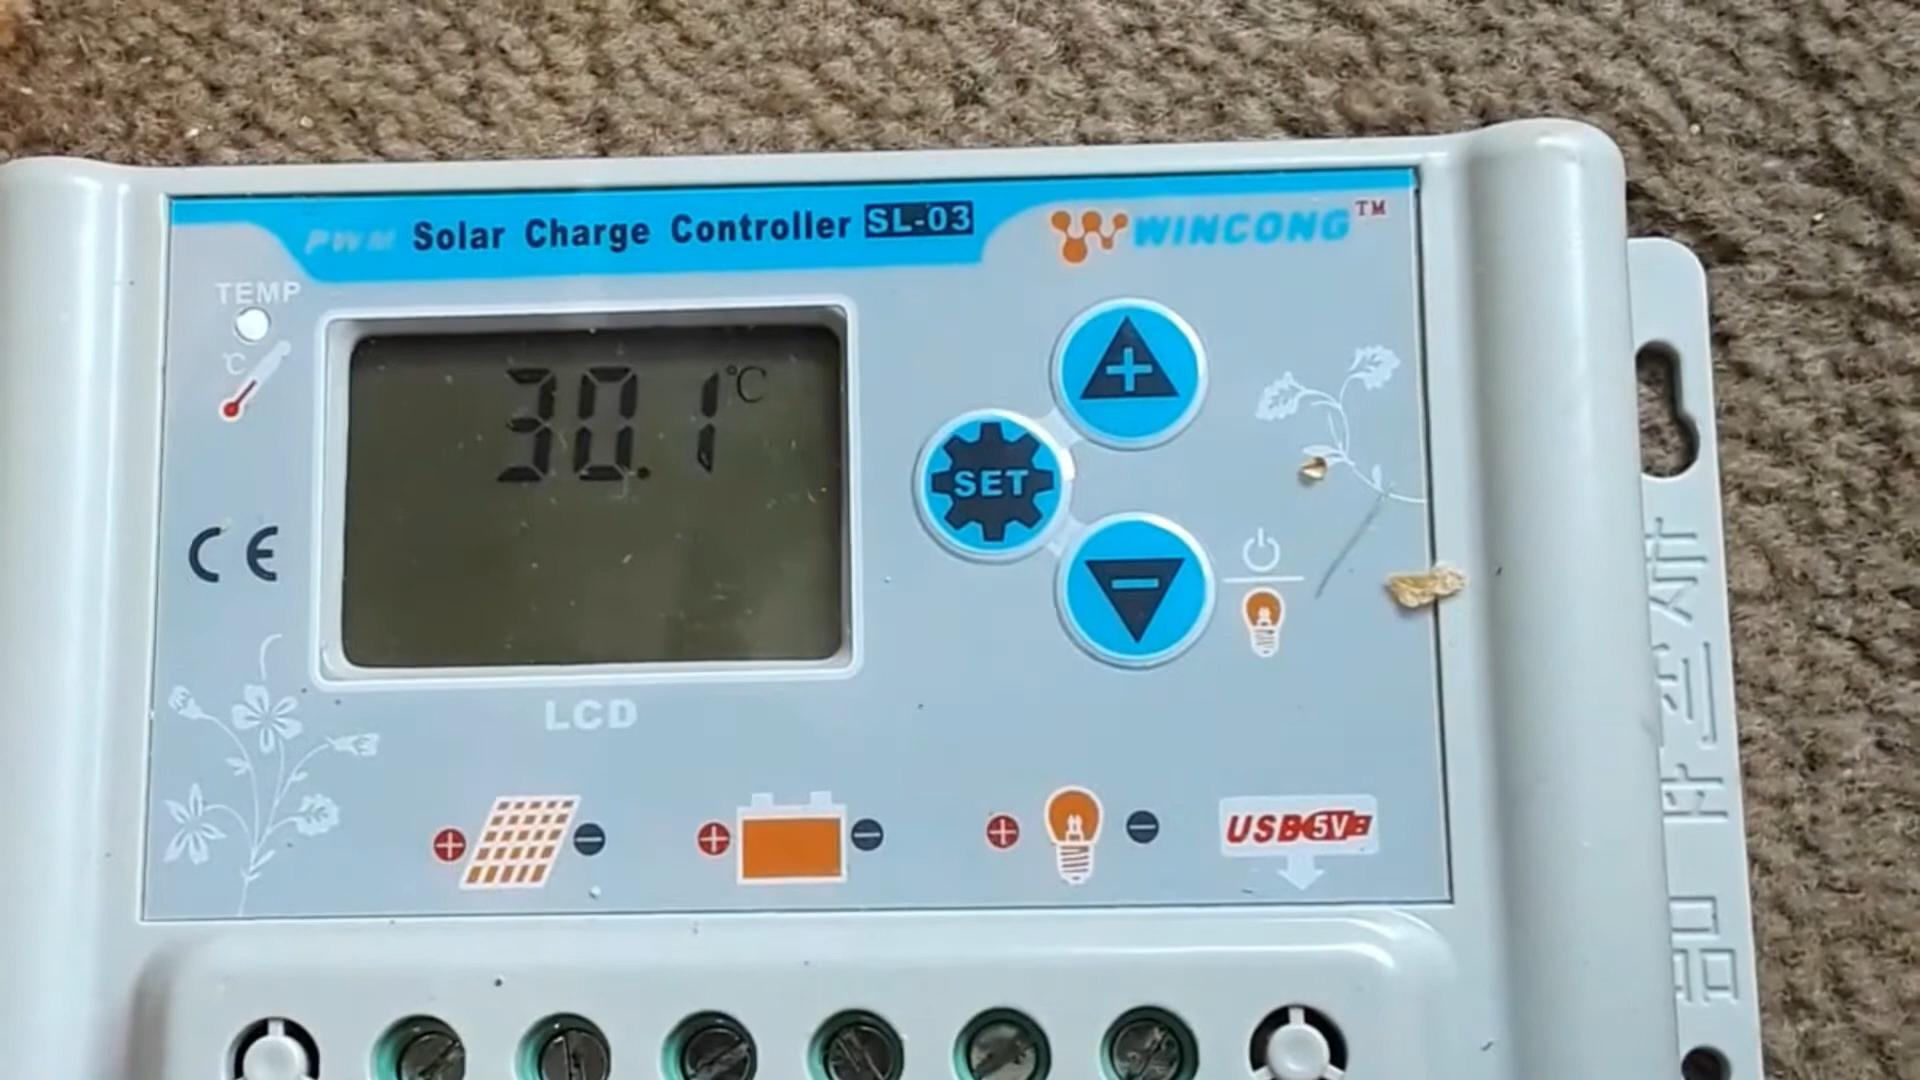 PWM Solar Charge Controller SL-03
WINCONG™
TEMP
°C
30.1°C
SET
CE
LCD
USB 5V